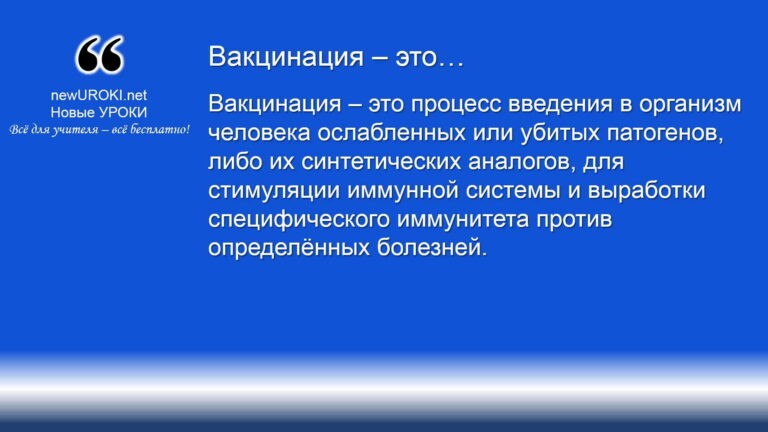 newUROKI.net
Новые УРОКИ
Всё для учителя – всё бесплатно!
Вакцинация – это…
Вакцинация – это процесс введения в организм
человека ослабленных или убитых патогенов,
либо их синтетических аналогов, для
стимуляции иммунной системы и выработки
специфического иммунитета против
определённых болезней.